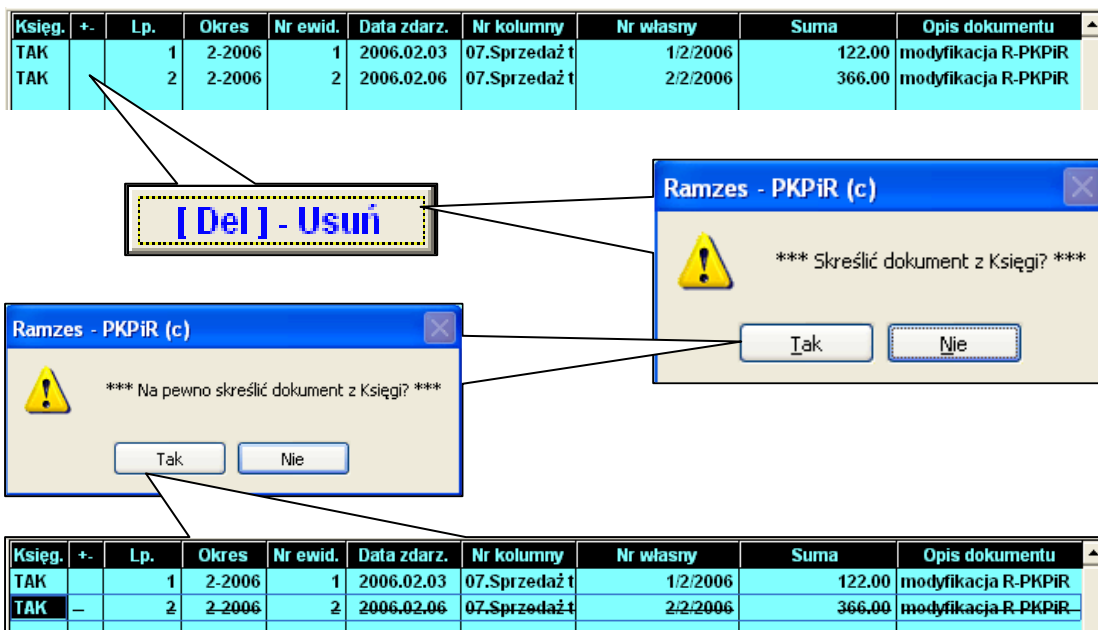 Księg. +- Lp. Okres Nr ewid. Data zdarz. Nr kolumny Nr własny Suma Opis dokumentu
TAK 1 2-2006 1 2006.02.03 07.Sprzedaż t 1/2/2006 122.00 modyfikacja R-PKPiR
TAK 2 2-2006 2 2006.02.06 07.Sprzedaż t 2/2/2006 366.00 modyfikacja R-PKPiR
[ Del ] - Usuń
Ramzes - PKPiR (c)
*** Skreślić dokument z Księgi? ***
Tak Nie
Ramzes - PKPiR (c)
*** Na pewno skreślić dokument z Księgi? ***
Tak Nie
Księg. +- Lp. Okres Nr ewid. Data zdarz. Nr kolumny Nr własny Suma Opis dokumentu
TAK 1 2-2006 1 2006.02.03 07.Sprzedaż t 1/2/2006 122.00 modyfikacja R-PKPiR
TAK - 2 2-2006 2 2006.02.06 07.Sprzedaż t 2/2/2006 366.00 modyfikacja R-PKPiR